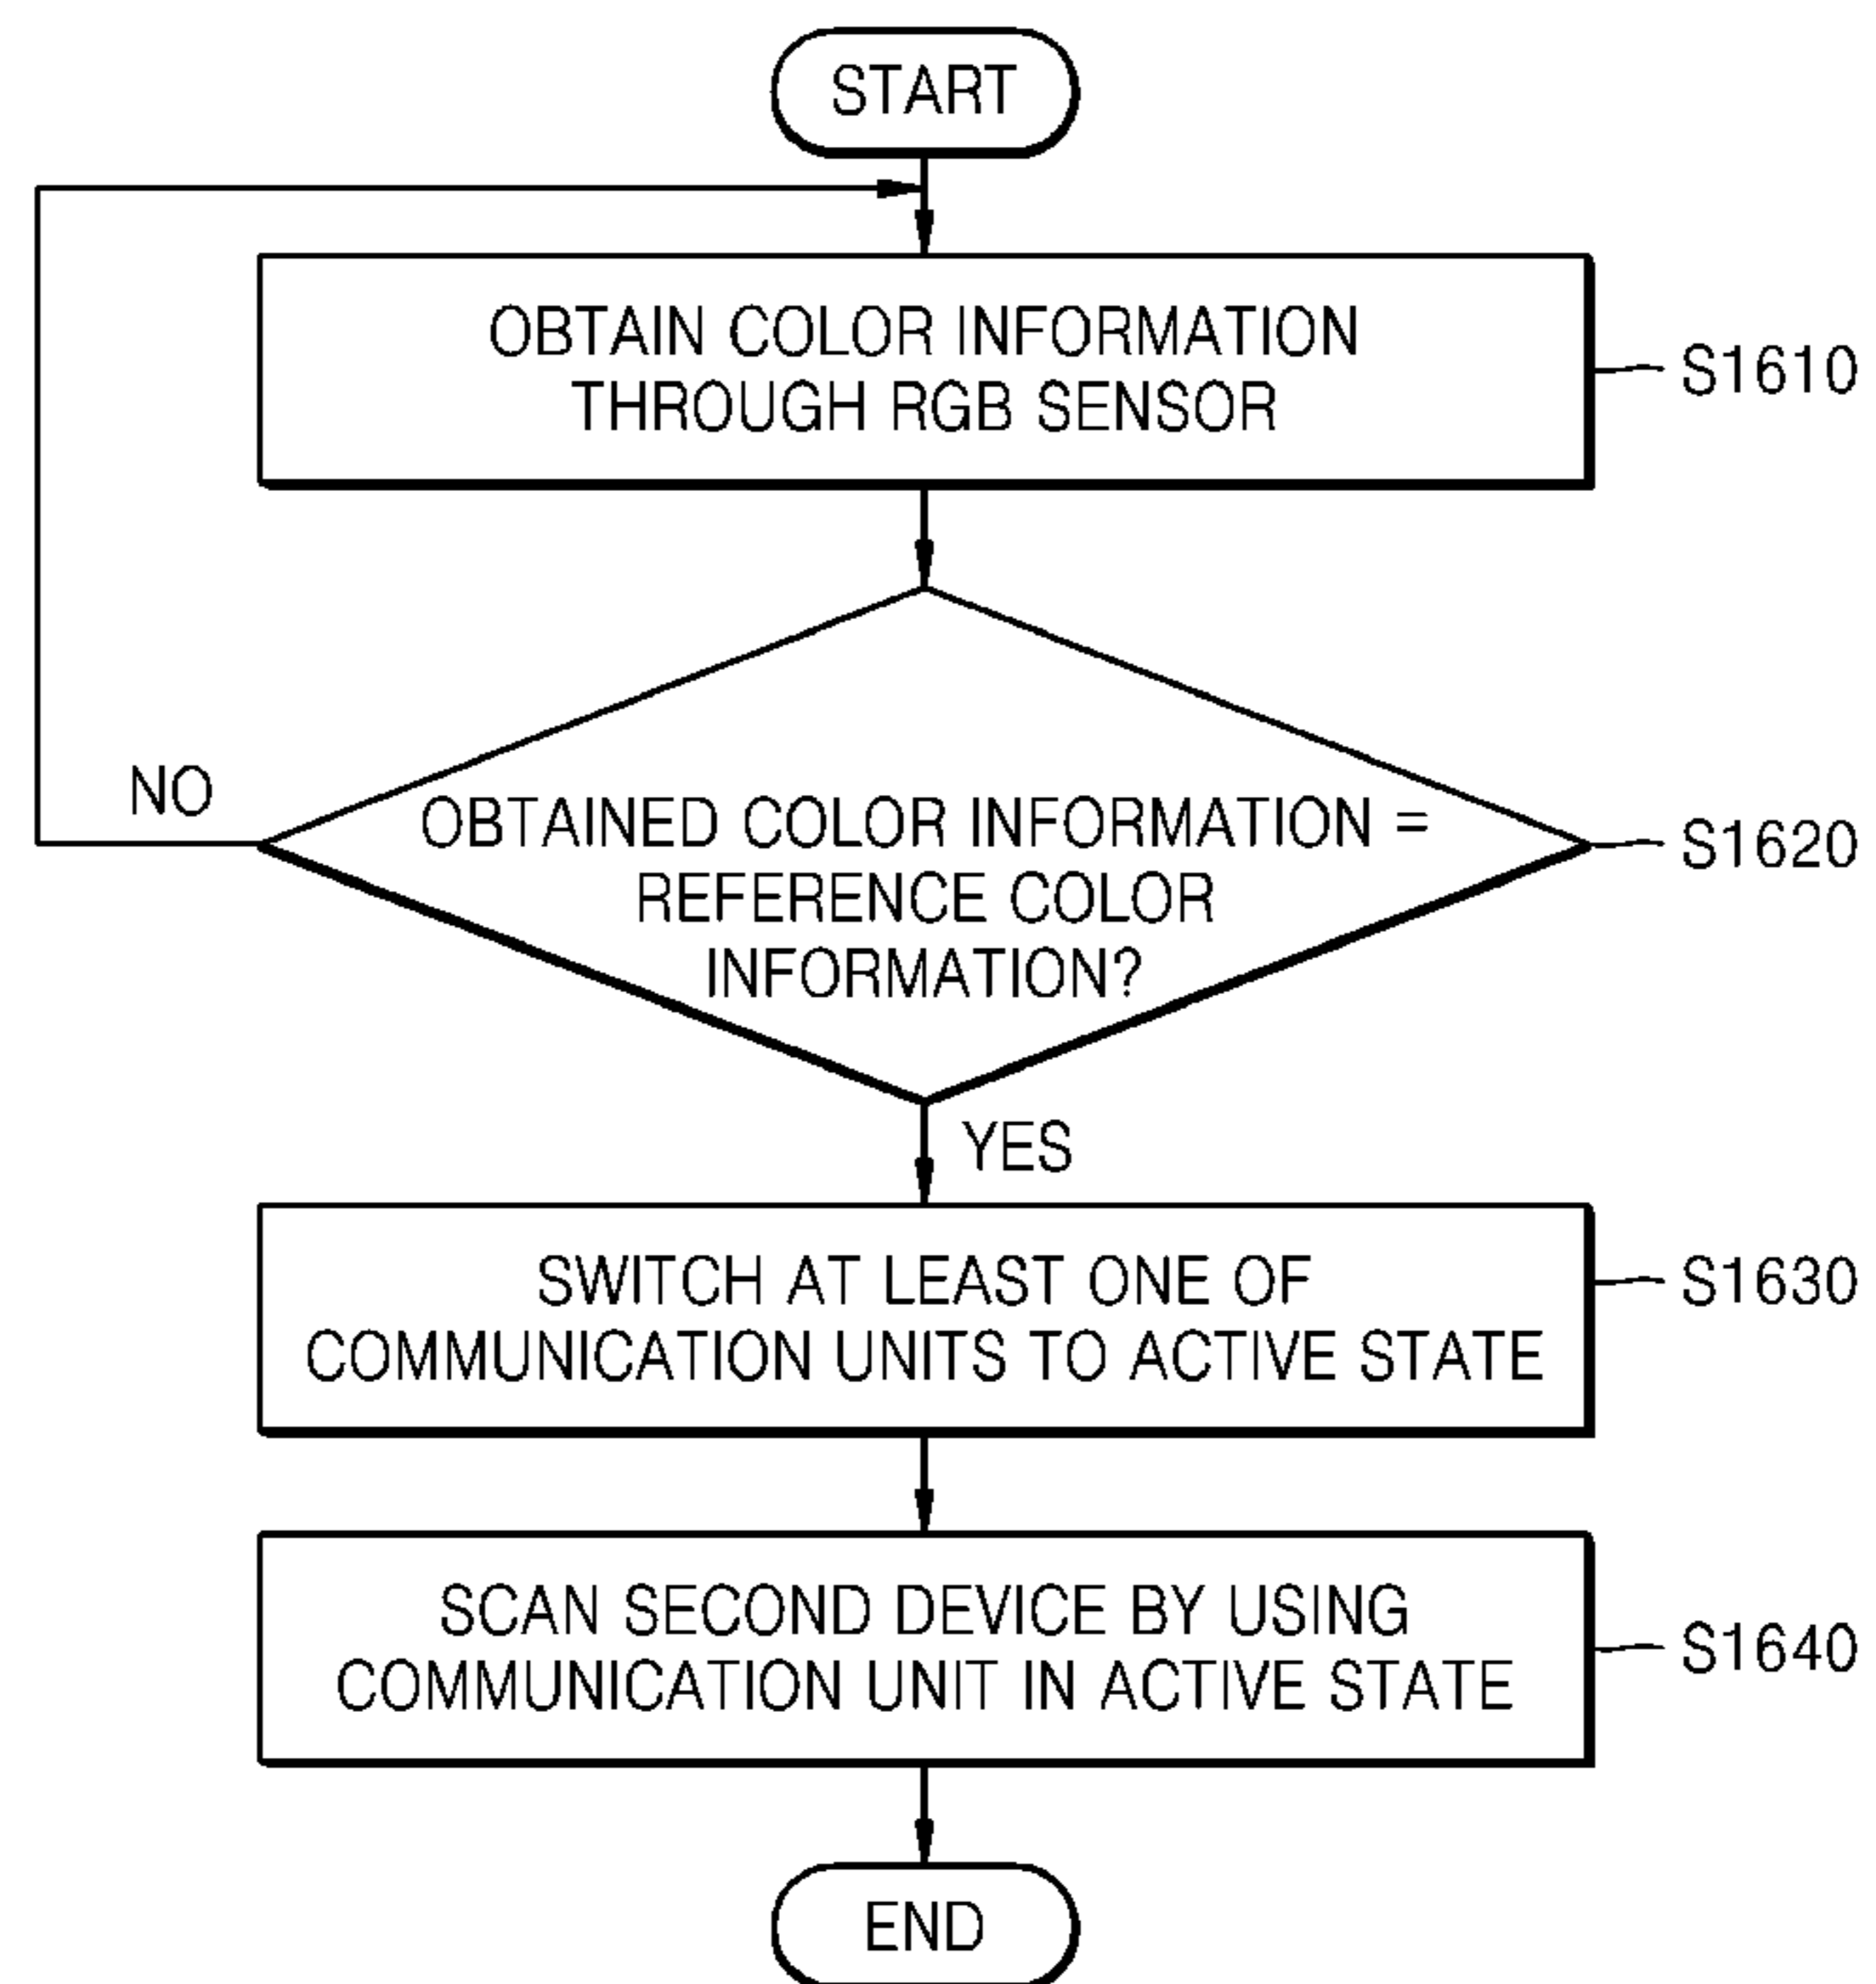 START
OBTAIN COLOR INFORMATION
THROUGH RGB SENSOR
S1610
NO
OBTAINED COLOR INFORMATION =
REFERENCE COLOR
INFORMATION?
S1620
YES
SWITCH AT LEAST ONE OF
COMMUNICATION UNITS TO ACTIVE STATE
S1630
SCAN SECOND DEVICE BY USING
COMMUNICATION UNIT IN ACTIVE STATE
S1640
END